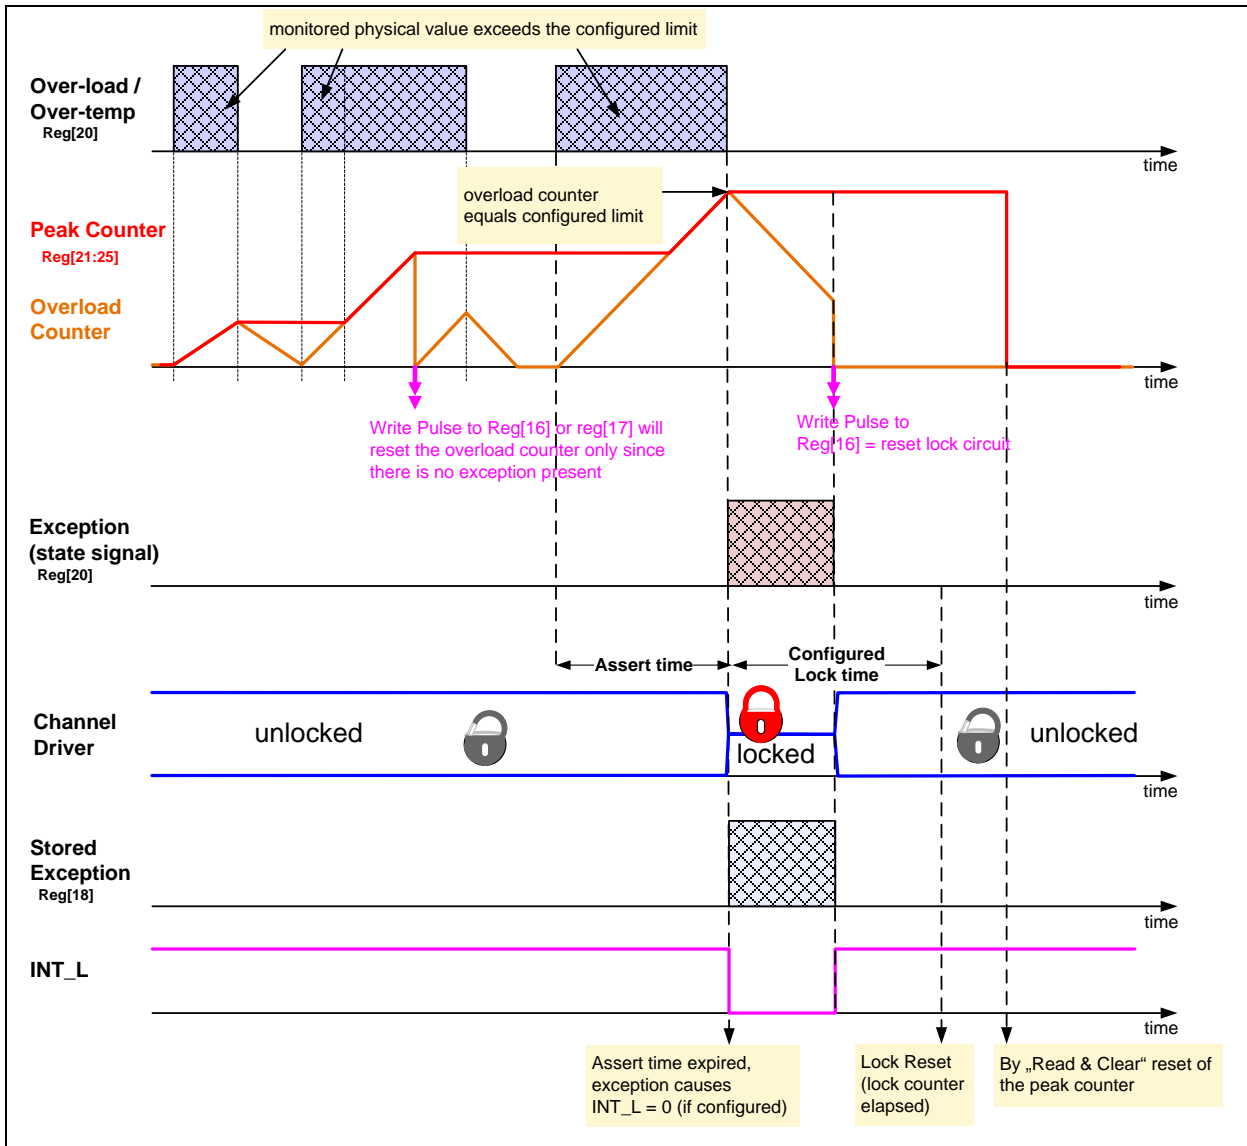 monitored physical value exceeds the configured limit
Over-load /
Over-temp
Reg[20]
time
overload counter
equals configured limit
Peak Counter
Reg[21:25]
Overload
Counter
time
Write Pulse to Reg[16] or reg[17] will
reset the overload counter only since
there is no exception present
Write Pulse to
Reg[16] = reset lock circuit
Exception
(state signal)
Reg[20]
time
Assert time
Configured
Lock time
Channel
Driver
unlocked
locked
unlocked
time
Stored
Exception
Reg[18]
time
INT_L
time
Assert time expired,
exception causes
INT_L = 0 (if configured)
Lock Reset
(lock counter
elapsed)
By „Read & Clear“ reset of
the peak counter